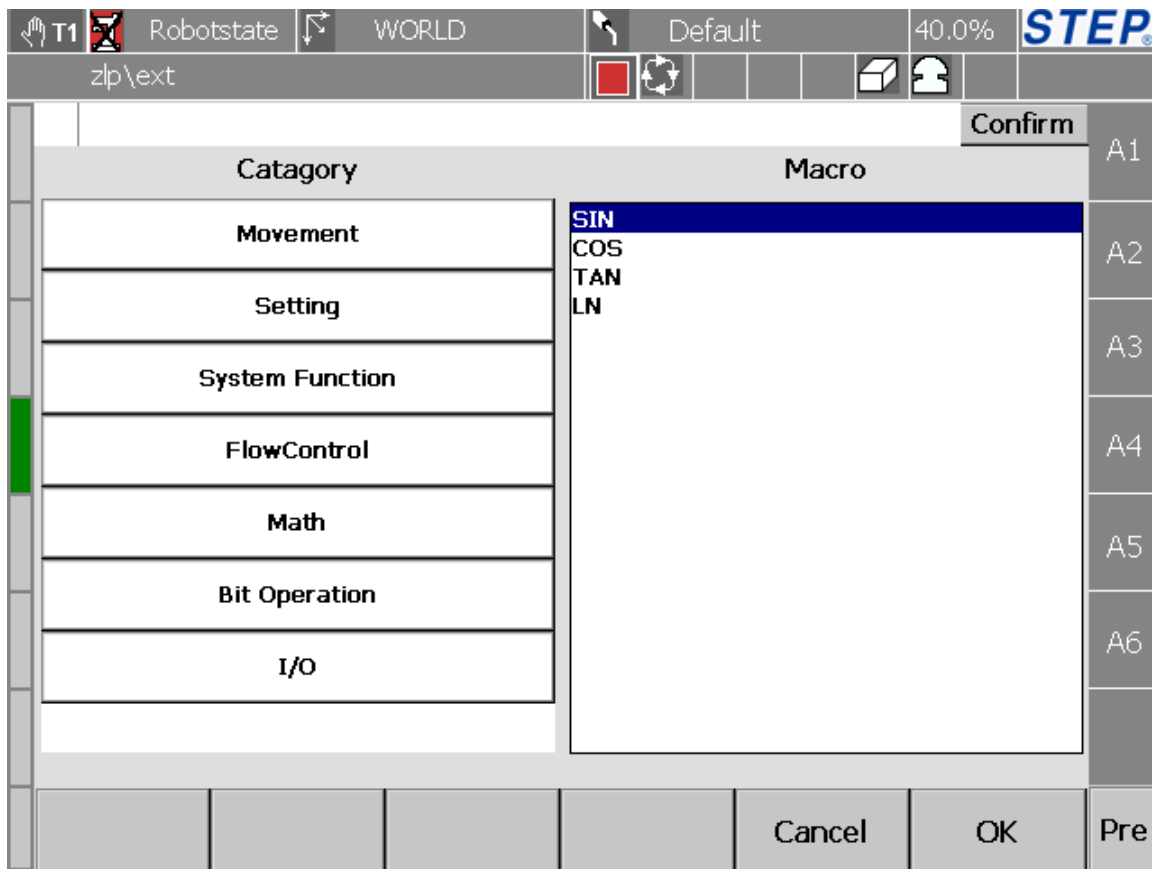 T1 Robotstate WORLD Default 40.0% STEP®
zlp\ext
Confirm
Catagory Macro
Movement
Setting
System Function
FlowControl
Math
Bit Operation
I/O
SIN
COS
TAN
LN
A1
A2
A3
A4
A5
A6
Cancel OK Pre